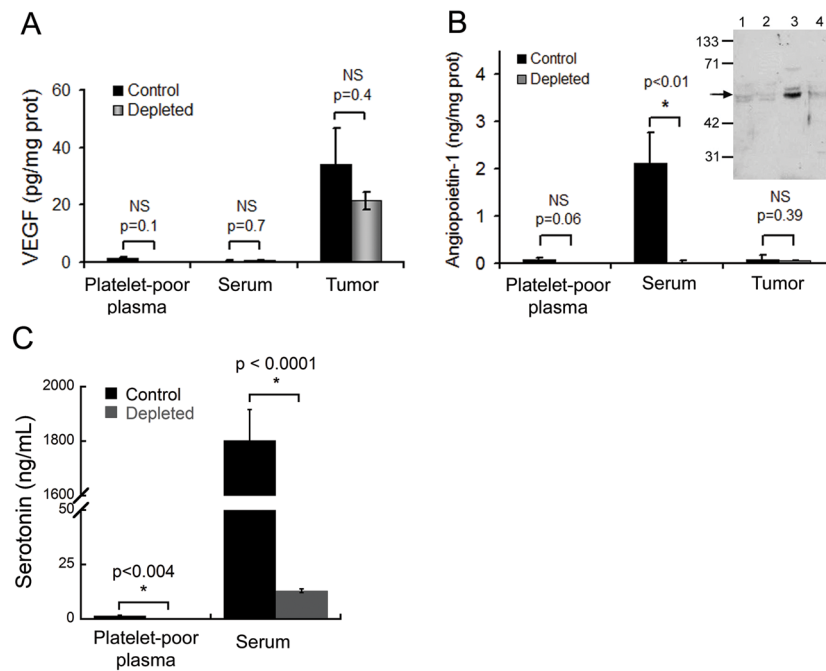 A
VEGF (pg/mg prot)
60
40
20
0
Control
Depleted
NS
p=0.1
NS
p=0.7
NS
p=0.4
Platelet-poor
plasma
Serum
Tumor
B
Angiopoietin-1 (ng/mg prot)
4
3
2
1
0
Control
Depleted
NS
p=0.06
p<0.01
*
NS
p=0.39
Platelet-poor
plasma
Serum
Tumor
1 2 3 4
133
71
42
31
C
Serotonin (ng/mL)
2000
1800
1600
50
25
0
Control
Depleted
p<0.004
*
p < 0.0001
*
Platelet-poor
plasma
Serum